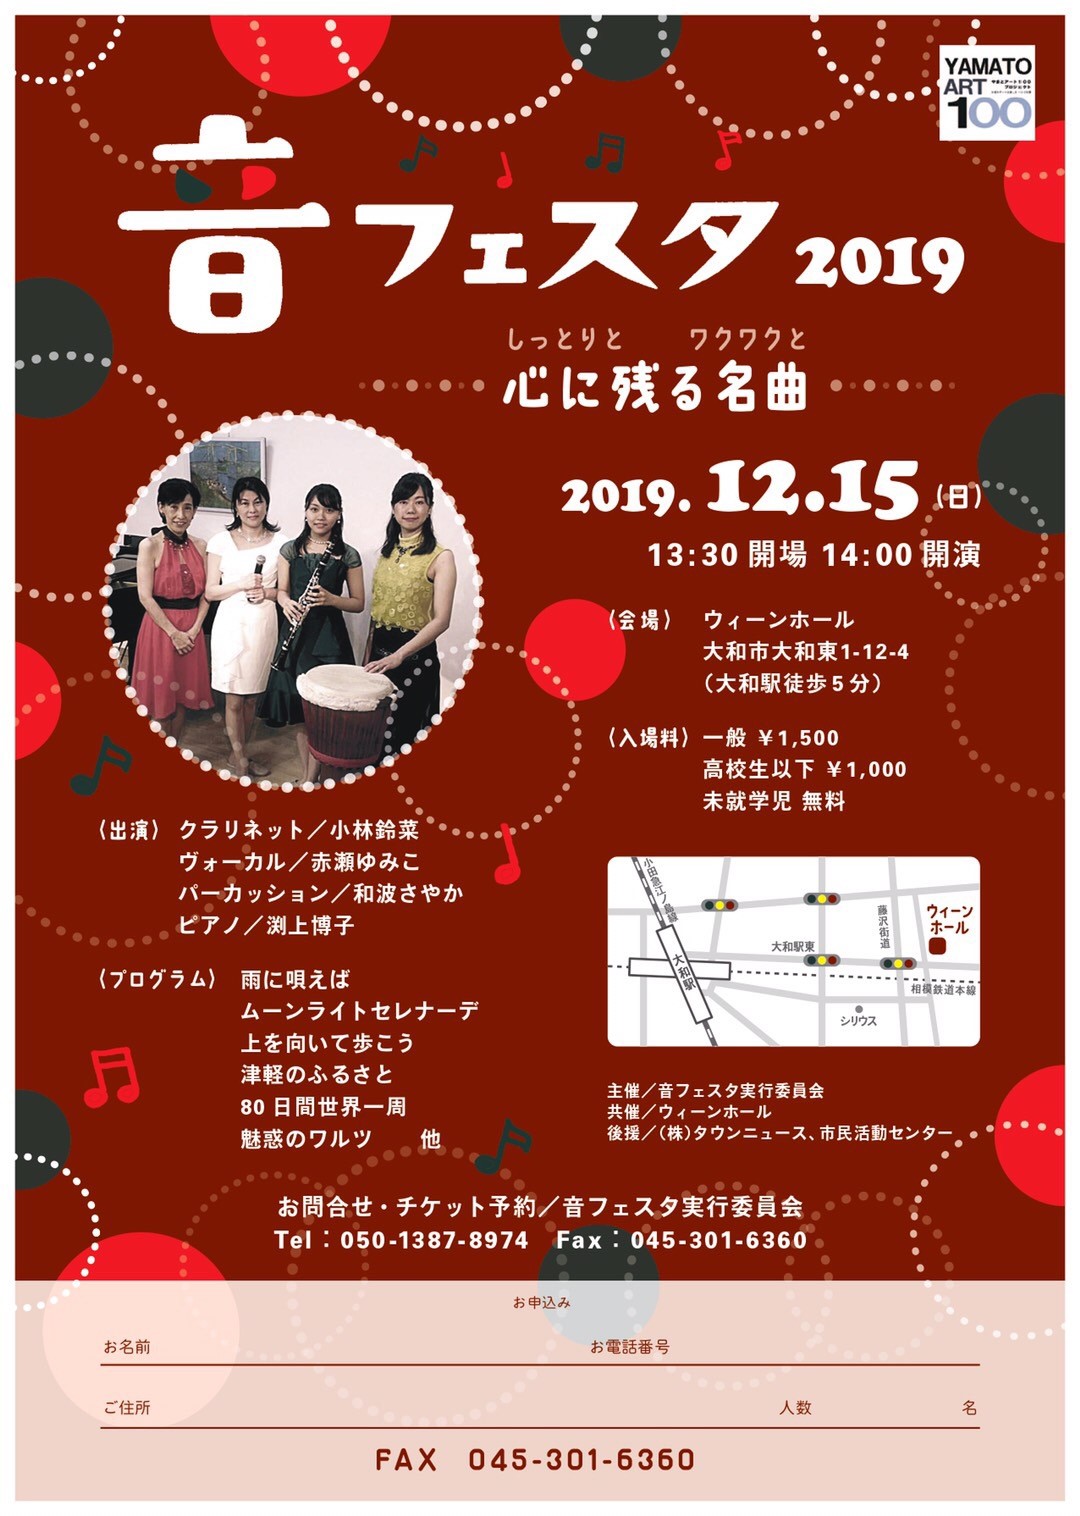 YAMATO
ART
やまとアート100
プロジェクト
100
音フェスタ 2019
しっとりと ワクワクと
心に残る名曲
2019. 12.15 (日)
13:30 開場 14:00 開演
〈会場〉 ウィーンホール
大和市大和東1-12-4
(大和駅徒歩5分)
〈入場料〉 一般 ¥1,500
高校生以下 ¥1,000
未就学児 無料
〈出演〉 クラリネット／小林鈴菜
ヴォーカル／赤瀬ゆみこ
パーカッション／和波さやか
ピアノ／渕上博子
〈プログラム〉 雨に唄えば
ムーンライトセレナーデ
上を向いて歩こう
津軽のふるさと
80日間世界一周
魅惑のワルツ 他
小田急江ノ島線
大和駅
大和駅東
藤沢街道
ウィーン
ホール
相模鉄道本線
シリウス
主催／音フェスタ実行委員会
共催／ウィーンホール
後援／(株)タウンニュース、市民活動センター
お問合せ・チケット予約／音フェスタ実行委員会
Tel：050-1387-8974 Fax：045-301-6360
お申込み
お名前 お電話番号
ご住所 人数 名
FAX 045-301-6360